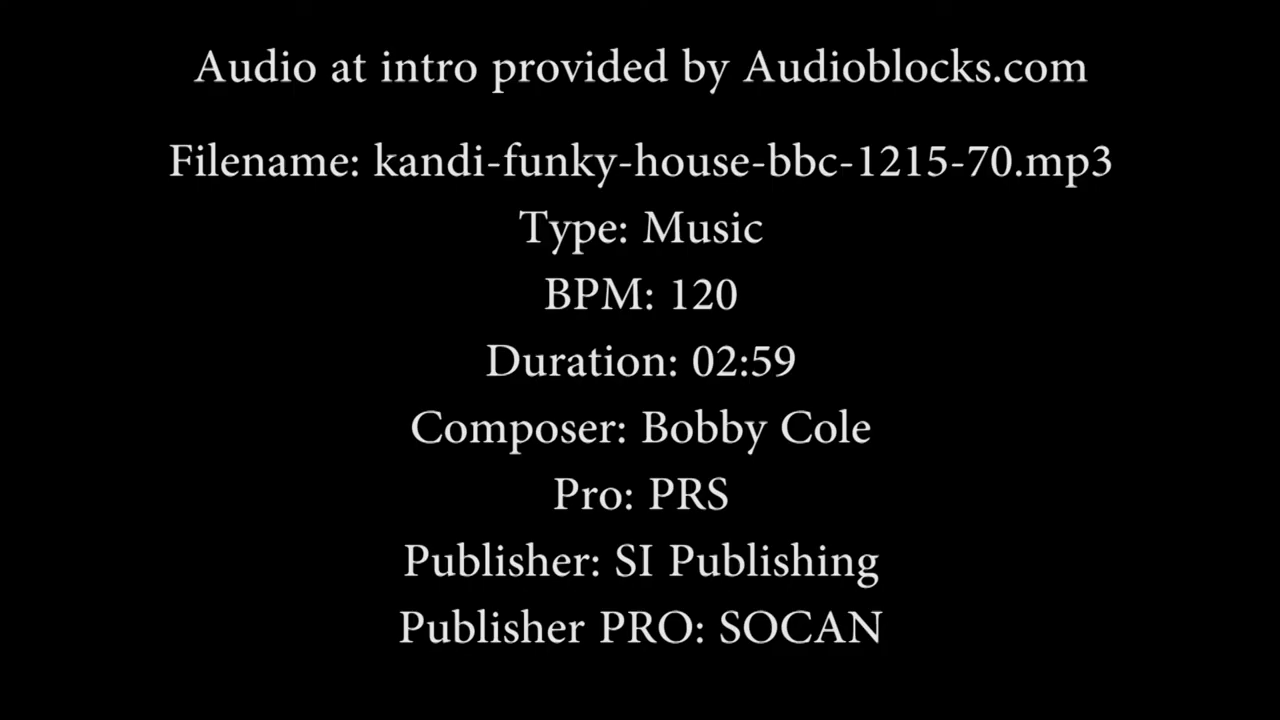 Audio at intro provided by Audioblocks.com
Filename: kandi-funky-house-bbc-1215-70.mp3
Type: Music
BPM: 120
Duration: 02:59
Composer: Bobby Cole
Pro: PRS
Publisher: SI Publishing
Publisher PRO: SOCAN